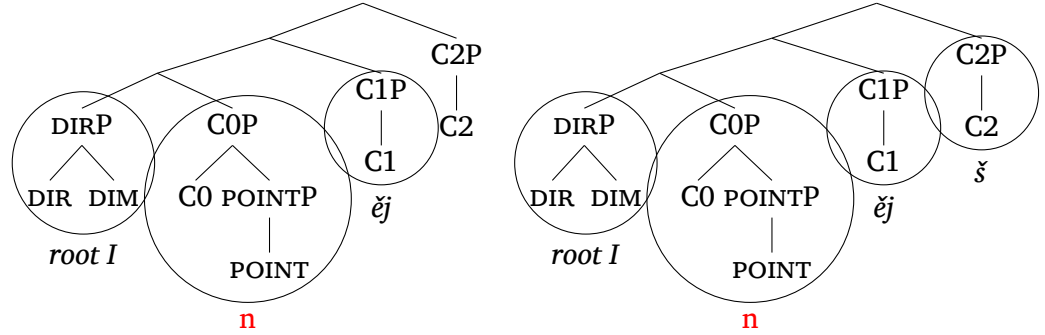 C2P C2P
C1P C1P
DIRP C0P DIRP C0P
C2 C2
C1 C1
š
DIR DIM C0 POINTP ěj DIR DIM C0 POINTP ěj
root I root I
POINT POINT
n n